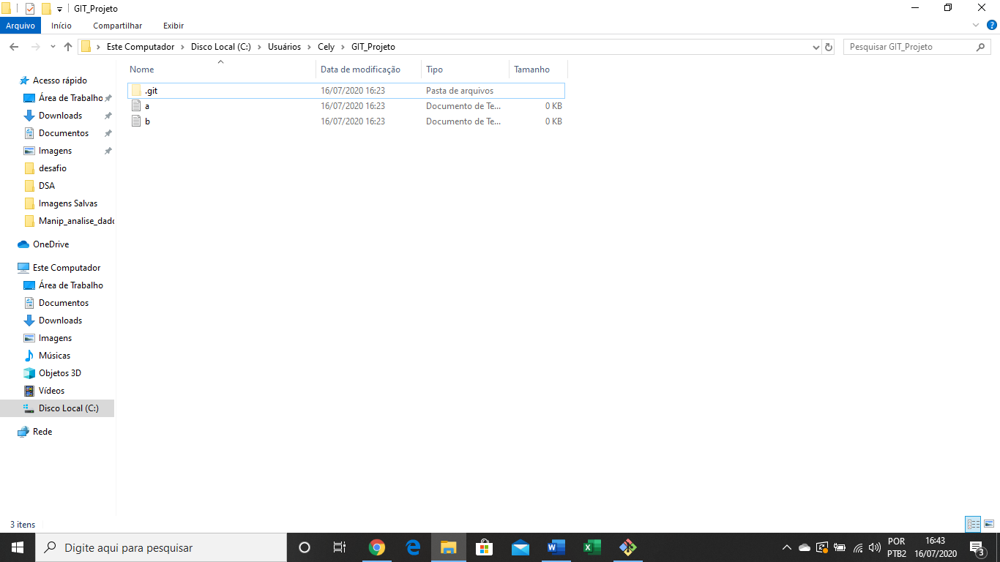 GIT_Projeto
Arquivo Início Compartilhar Exibir
Este Computador Disco Local (C:) Usuários Cely GIT_Projeto Pesquisar GIT_Projeto
Nome Data de modificação Tipo Tamanho
.git 16/07/2020 16:23 Pasta de arquivos
a 16/07/2020 16:23 Documento de Te... 0 KB
b 16/07/2020 16:23 Documento de Te... 0 KB
Acesso rápido
Área de Trabalho
Downloads
Documentos
Imagens
desafio
DSA
Imagens Salvas
Manip_analise_dado
OneDrive
Este Computador
Área de Trabalho
Documentos
Downloads
Imagens
Músicas
Objetos 3D
Vídeos
Disco Local (C:)
Rede
3 itens
Digite aqui para pesquisar
POR 16:43
PTB2 16/07/2020 3